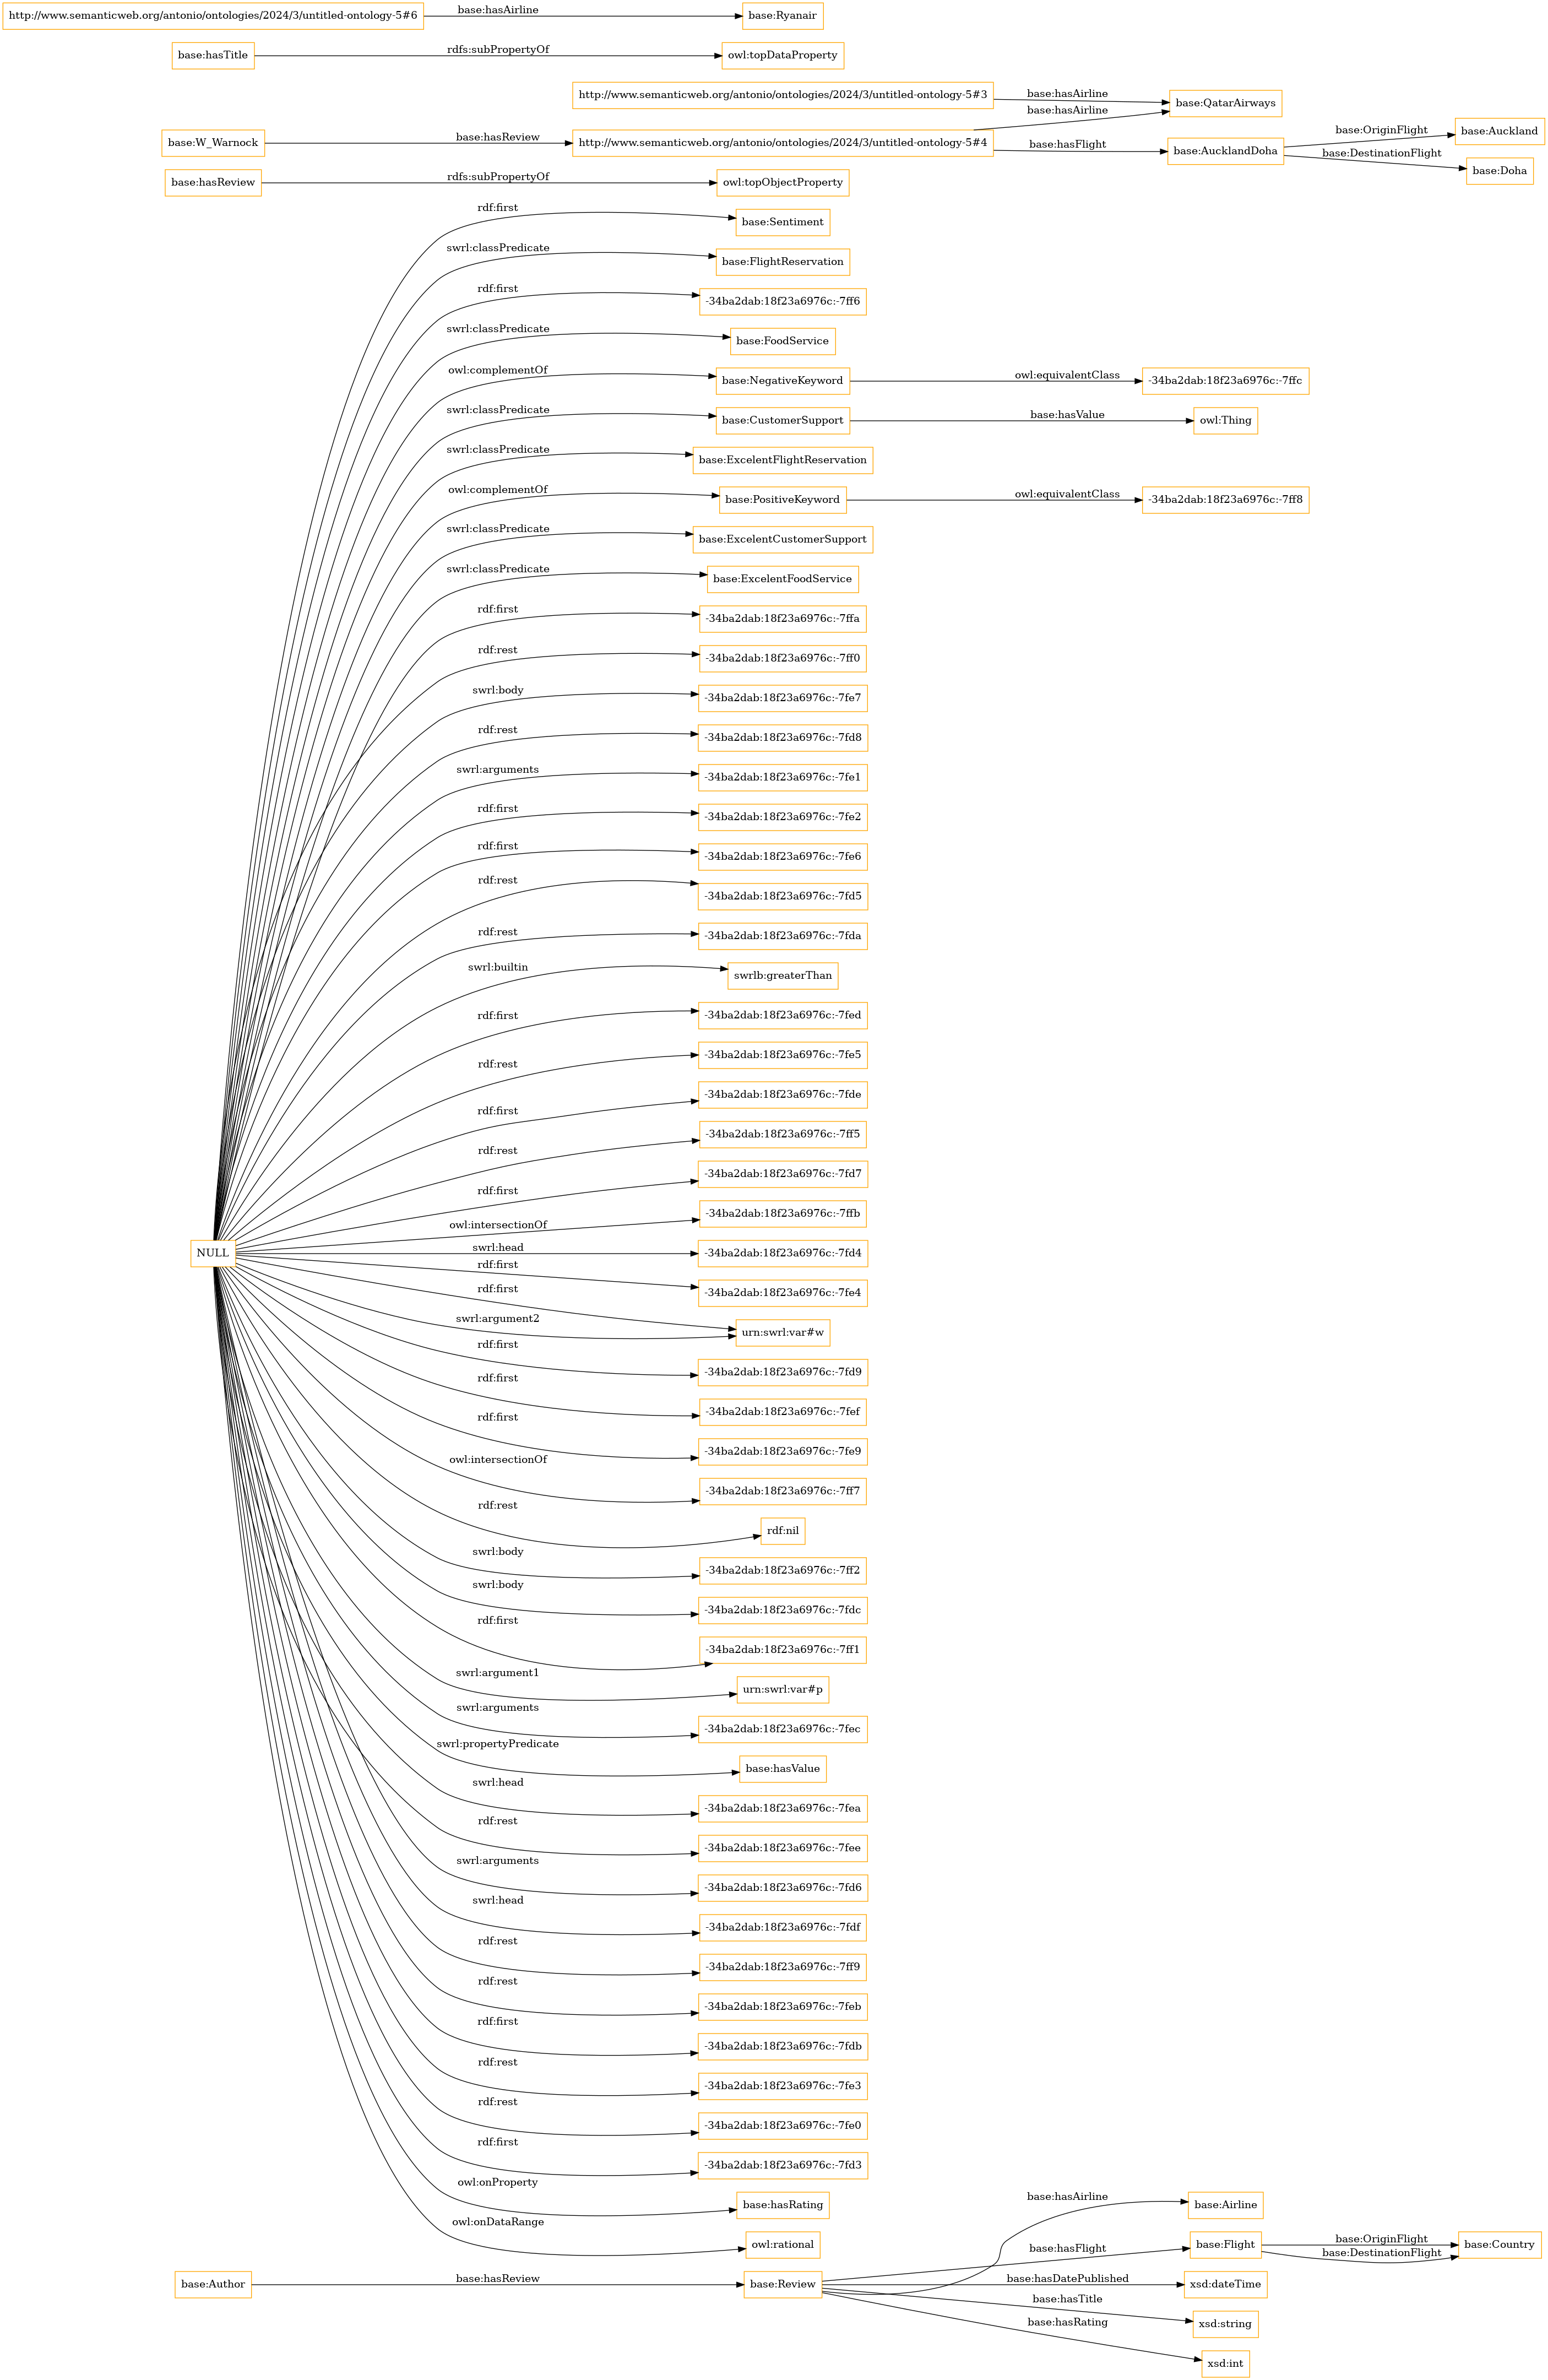 http://www.semanticweb.org/antonio/ontologies/2024/3/untitled-ontology-5#6 base:hasAirline base:Ryanair
base:hasTitle rdfs:subPropertyOf owl:topDataProperty
http://www.semanticweb.org/antonio/ontologies/2024/3/untitled-ontology-5#3 base:hasAirline base:QatarAirways
base:hasAirline
base:W_Warnock base:hasReview http://www.semanticweb.org/antonio/ontologies/2024/3/untitled-ontology-5#4 base:hasFlight base:AucklandDoha base:OriginFlight base:Auckland
base:DestinationFlight base:Doha
base:hasReview rdfs:subPropertyOf owl:topObjectProperty
rdf:first base:Sentiment
swrl:classPredicate base:FlightReservation
rdf:first -34ba2dab:18f23a6976c:-7ff6
swrl:classPredicate base:FoodService
owl:complementOf base:NegativeKeyword owl:equivalentClass -34ba2dab:18f23a6976c:-7ffc
swrl:classPredicate base:CustomerSupport base:hasValue owl:Thing
swrl:classPredicate base:ExcelentFlightReservation
owl:complementOf base:PositiveKeyword owl:equivalentClass -34ba2dab:18f23a6976c:-7ff8
swrl:classPredicate base:ExcelentCustomerSupport
swrl:classPredicate base:ExcelentFoodService
rdf:first -34ba2dab:18f23a6976c:-7ffa
rdf:rest -34ba2dab:18f23a6976c:-7ff0
swrl:body -34ba2dab:18f23a6976c:-7fe7
rdf:rest -34ba2dab:18f23a6976c:-7fd8
swrl:arguments -34ba2dab:18f23a6976c:-7fe1
rdf:first -34ba2dab:18f23a6976c:-7fe2
rdf:first -34ba2dab:18f23a6976c:-7fe6
rdf:rest -34ba2dab:18f23a6976c:-7fd5
rdf:rest -34ba2dab:18f23a6976c:-7fda
swrl:builtin swrlb:greaterThan
rdf:first -34ba2dab:18f23a6976c:-7fed
rdf:rest -34ba2dab:18f23a6976c:-7fe5
rdf:first -34ba2dab:18f23a6976c:-7fde
rdf:rest -34ba2dab:18f23a6976c:-7ff5
rdf:first -34ba2dab:18f23a6976c:-7fd7
owl:intersectionOf -34ba2dab:18f23a6976c:-7ffb
NULL swrl:head -34ba2dab:18f23a6976c:-7fd4
rdf:first -34ba2dab:18f23a6976c:-7fe4
rdf:first urn:swrl:var#w
swrl:argument2
rdf:first -34ba2dab:18f23a6976c:-7fd9
rdf:first -34ba2dab:18f23a6976c:-7fef
rdf:first -34ba2dab:18f23a6976c:-7fe9
owl:intersectionOf -34ba2dab:18f23a6976c:-7ff7
rdf:rest rdf:nil
swrl:body -34ba2dab:18f23a6976c:-7ff2
swrl:body -34ba2dab:18f23a6976c:-7fdc
rdf:first -34ba2dab:18f23a6976c:-7ff1
swrl:argument1 urn:swrl:var#p
swrl:arguments -34ba2dab:18f23a6976c:-7fec
swrl:propertyPredicate base:hasValue
swrl:head -34ba2dab:18f23a6976c:-7fea
rdf:rest -34ba2dab:18f23a6976c:-7fee
swrl:arguments -34ba2dab:18f23a6976c:-7fd6
swrl:head -34ba2dab:18f23a6976c:-7fdf
rdf:rest -34ba2dab:18f23a6976c:-7ff9
rdf:rest -34ba2dab:18f23a6976c:-7feb
rdf:first -34ba2dab:18f23a6976c:-7fdb
rdf:rest -34ba2dab:18f23a6976c:-7fe3
rdf:rest -34ba2dab:18f23a6976c:-7fe0
rdf:first -34ba2dab:18f23a6976c:-7fd3
owl:onProperty base:hasRating
base:hasAirline base:Airline
owl:onDataRange owl:rational
base:hasFlight base:Flight base:OriginFlight base:Country
base:DestinationFlight
base:Author base:hasReview base:Review base:hasDatePublished xsd:dateTime
base:hasTitle xsd:string
base:hasRating xsd:int